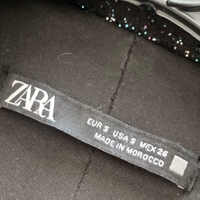 ZARA
EUR S USA S MEX 26
MADE IN MOROCCO